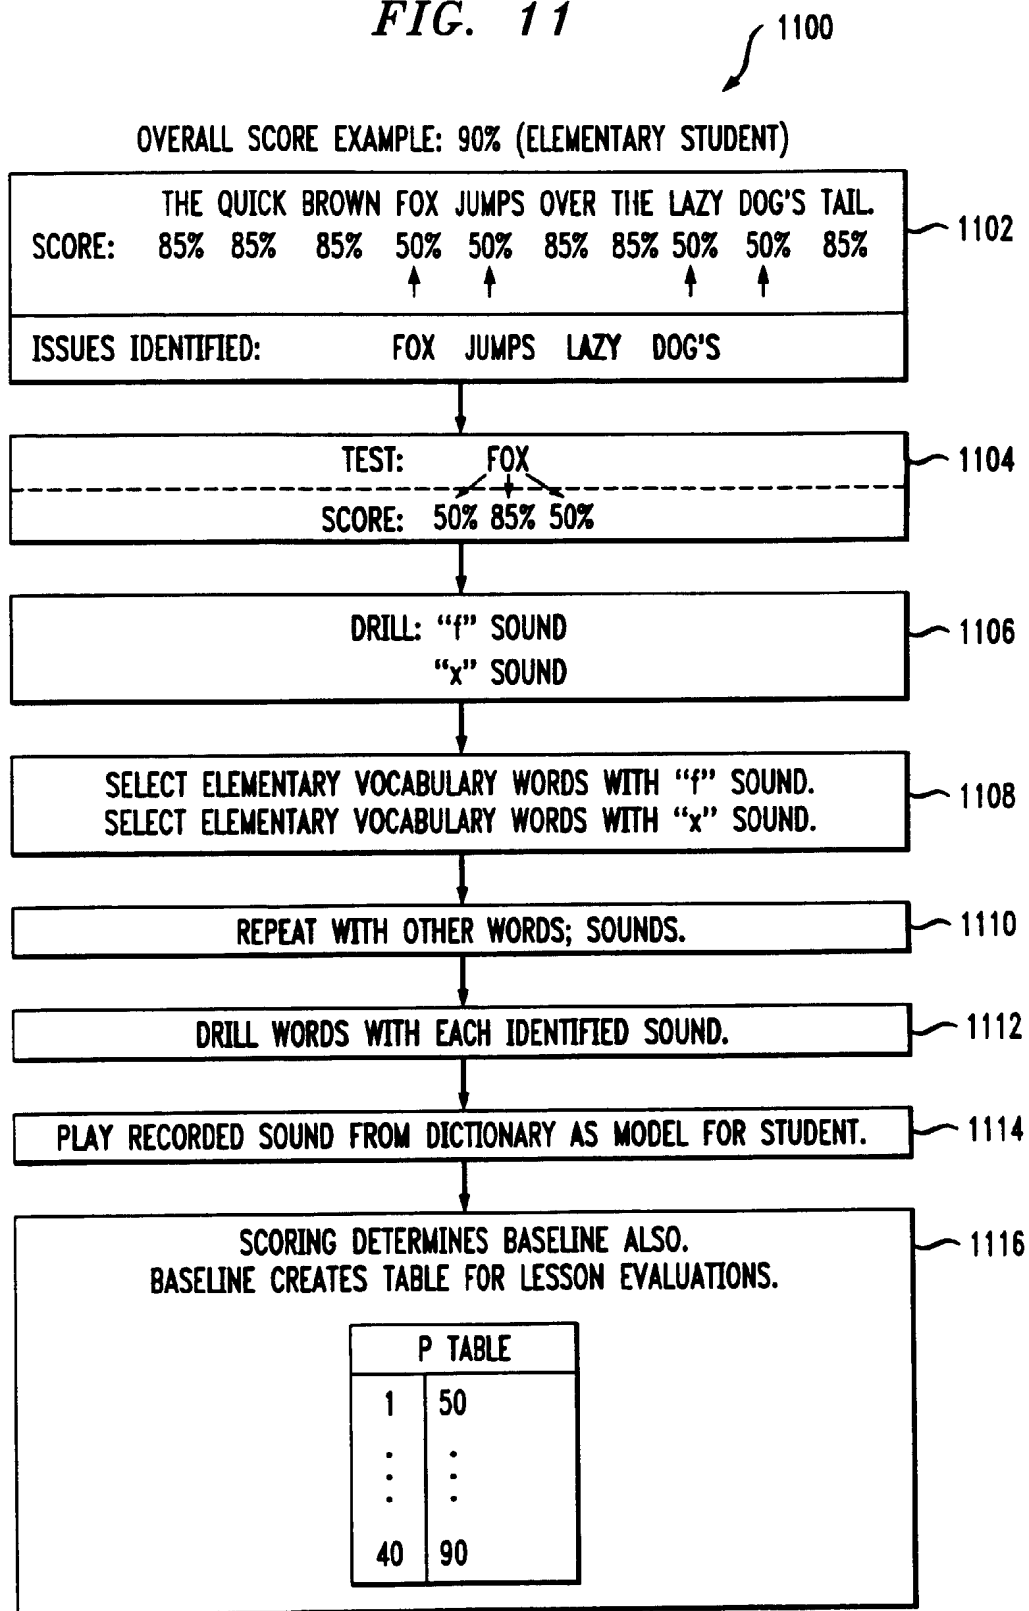 FIG. 11
1100
OVERALL SCORE EXAMPLE: 90% (ELEMENTARY STUDENT)
THE QUICK BROWN FOX JUMPS OVER THE LAZY DOG'S TAIL.
SCORE: 85% 85% 85% 50% 50% 85% 85% 50% 50% 85%
1102
ISSUES IDENTIFIED: FOX JUMPS LAZY DOG'S
TEST: FOX
1104
SCORE: 50% 85% 50%
DRILL: "f" SOUND
1106
"x" SOUND
SELECT ELEMENTARY VOCABULARY WORDS WITH "f" SOUND.
1108
SELECT ELEMENTARY VOCABULARY WORDS WITH "x" SOUND.
REPEAT WITH OTHER WORDS; SOUNDS.
1110
DRILL WORDS WITH EACH IDENTIFIED SOUND.
1112
PLAY RECORDED SOUND FROM DICTIONARY AS MODEL FOR STUDENT.
1114
SCORING DETERMINES BASELINE ALSO.
1116
BASELINE CREATES TABLE FOR LESSON EVALUATIONS.
P TABLE
1 50
. .
. .
. .
40 90